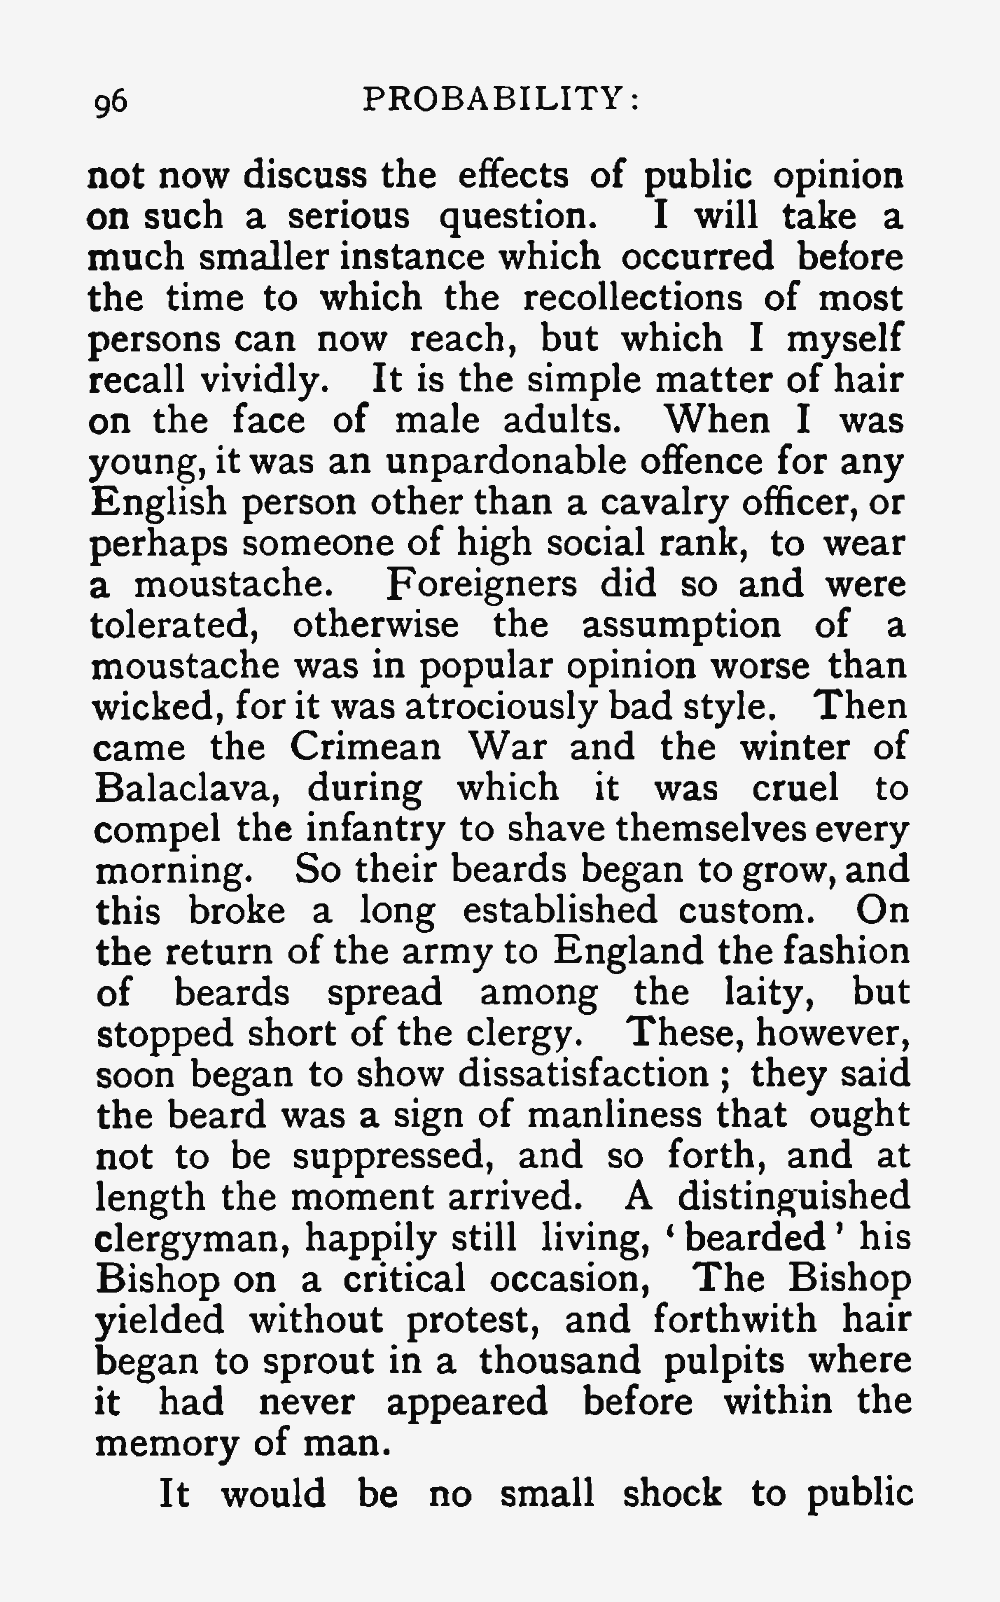 96 PROBABILITY:
not now discuss the effects of public opinion
on such a serious question. I will take a
much smaller instance which occurred before
the time to which the recollections of most
persons can now reach, but which I myself
recall vividly. It is the simple matter of hair
on the face of male adults. When I was
young, it was an unpardonable offence for any
English person other than a cavalry officer, or
perhaps someone of high social rank, to wear
a moustache. Foreigners did so and were
tolerated, otherwise the assumption of a
moustache was in popular opinion worse than
wicked, for it was atrociously bad style. Then
came the Crimean War and the winter of
Balaclava, during which it was cruel to
compel the infantry to shave themselves every
morning. So their beards began to grow, and
this broke a long established custom. On
the return of the army to England the fashion
of beards spread among the laity, but
stopped short of the clergy. These, however,
soon began to show dissatisfaction ; they said
the beard was a sign of manliness that ought
not to be suppressed, and so forth, and at
length the moment arrived. A distinguished
clergyman, happily still living, ‘ bearded ’ his
Bishop on a critical occasion, The Bishop
yielded without protest, and forthwith hair
began to sprout in a thousand pulpits where
it had never appeared before within the
memory of man.
It would be no small shock to public